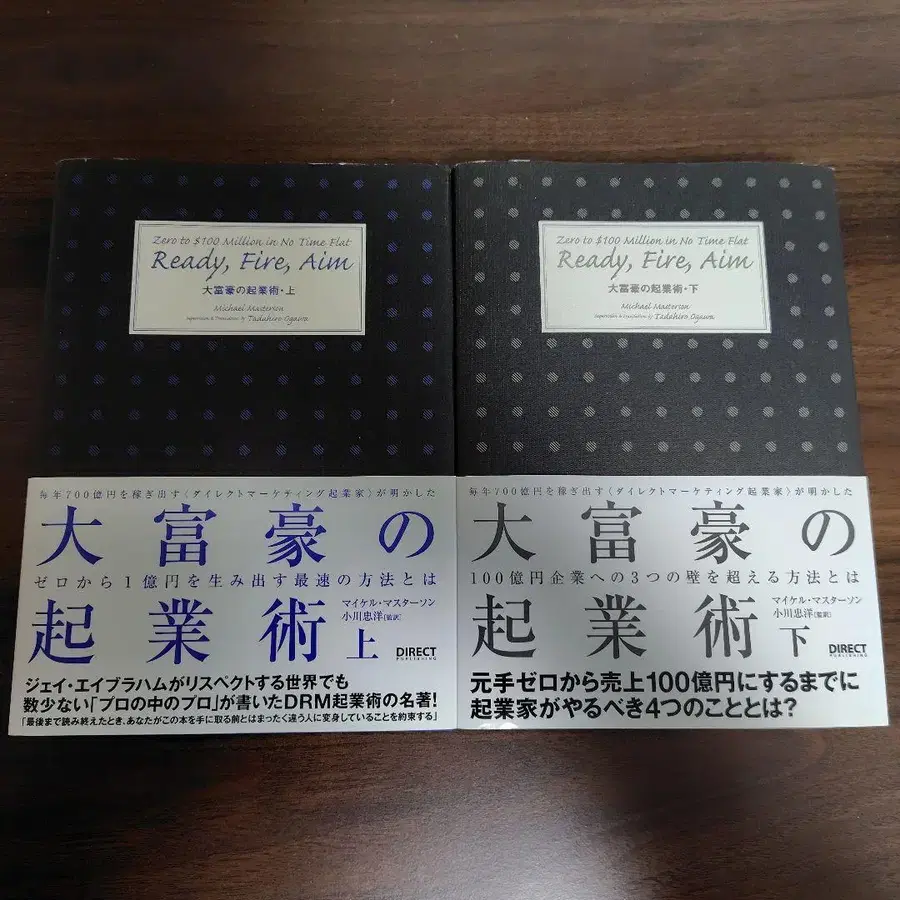 Zero to $100 Million in No Time Flat
Ready, Fire, Aim
大富豪の起業術・上
Michael Masterson
Supervision & Translation by Tadahiro Ogawa
毎年700億円を稼ぎ出す〈ダイレクトマーケティング起業家〉が明かした
大富豪の
ゼロから1億円を生み出す最速の方法とは
起業術 上
マイケル・マスターソン
小川忠洋[監訳]
DIRECT
PUBLISHING
ジェイ・エイブラハムがリスペクトする世界でも
数少ない「プロの中のプロ」が書いたDRM起業術の名著!
「最後まで読み終えたとき、あなたがこの本を手に取る前とはまったく違う人に変身していることを約束する」
Zero to $100 Million in No Time Flat
Ready, Fire, Aim
大富豪の起業術・下
Michael Masterson
Supervision & Translation by Tadahiro Ogawa
毎年700億円を稼ぎ出す〈ダイレクトマーケティング起業家〉が明かした
大富豪の
100億円企業への3つの壁を超える方法とは
起業術 下
マイケル・マスターソン
小川忠洋[監訳]
DIRECT
PUBLISHING
元手ゼロから売上100億円にするまでに
起業家がやるべき4つのこととは?